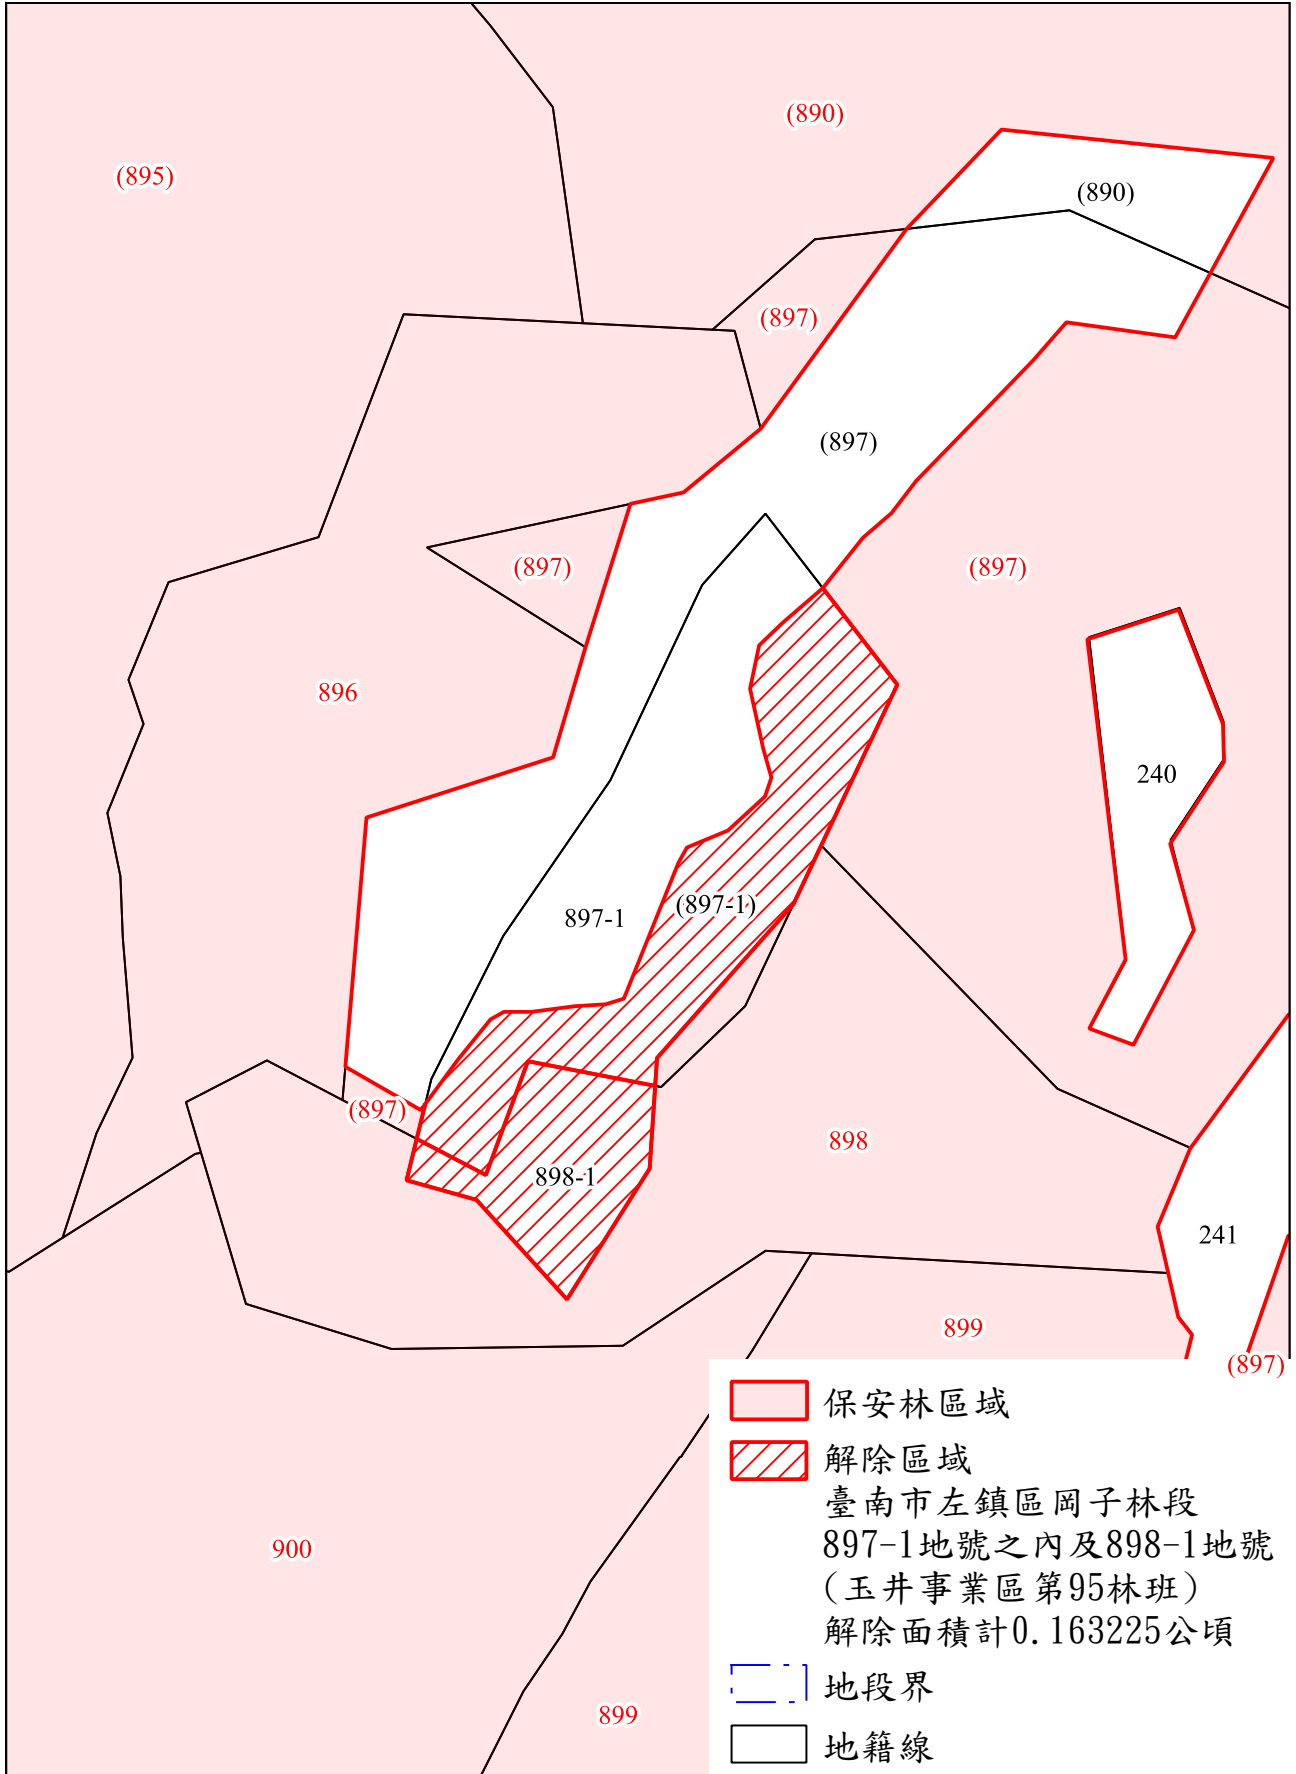 (890)
(895)
(890)
(897)
(897)
(897)
(897)
896
240
(897-1)
897-1
(897)
898
898-1
241
899
(897)
保安林區域
解除區域
臺南市左鎮區岡子林段
897-1地號之內及898-1地號
(玉井事業區第95林班)
解除面積計0.163225公頃
900
地段界
899
地籍線